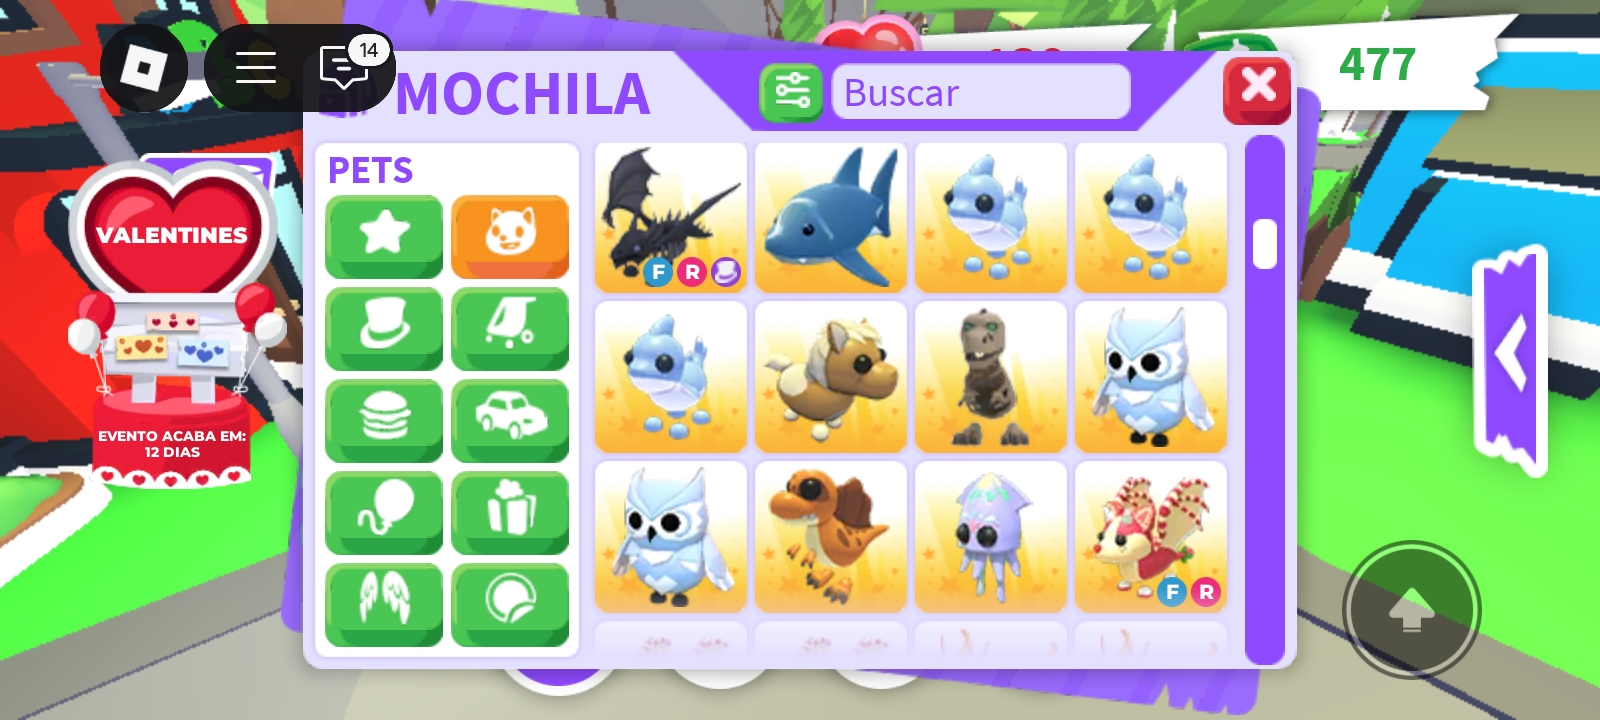 14
MOCHILA
Buscar
477
PETS
VALENTINES
EVENTO ACABA EM:
12 DIAS
F R
F R